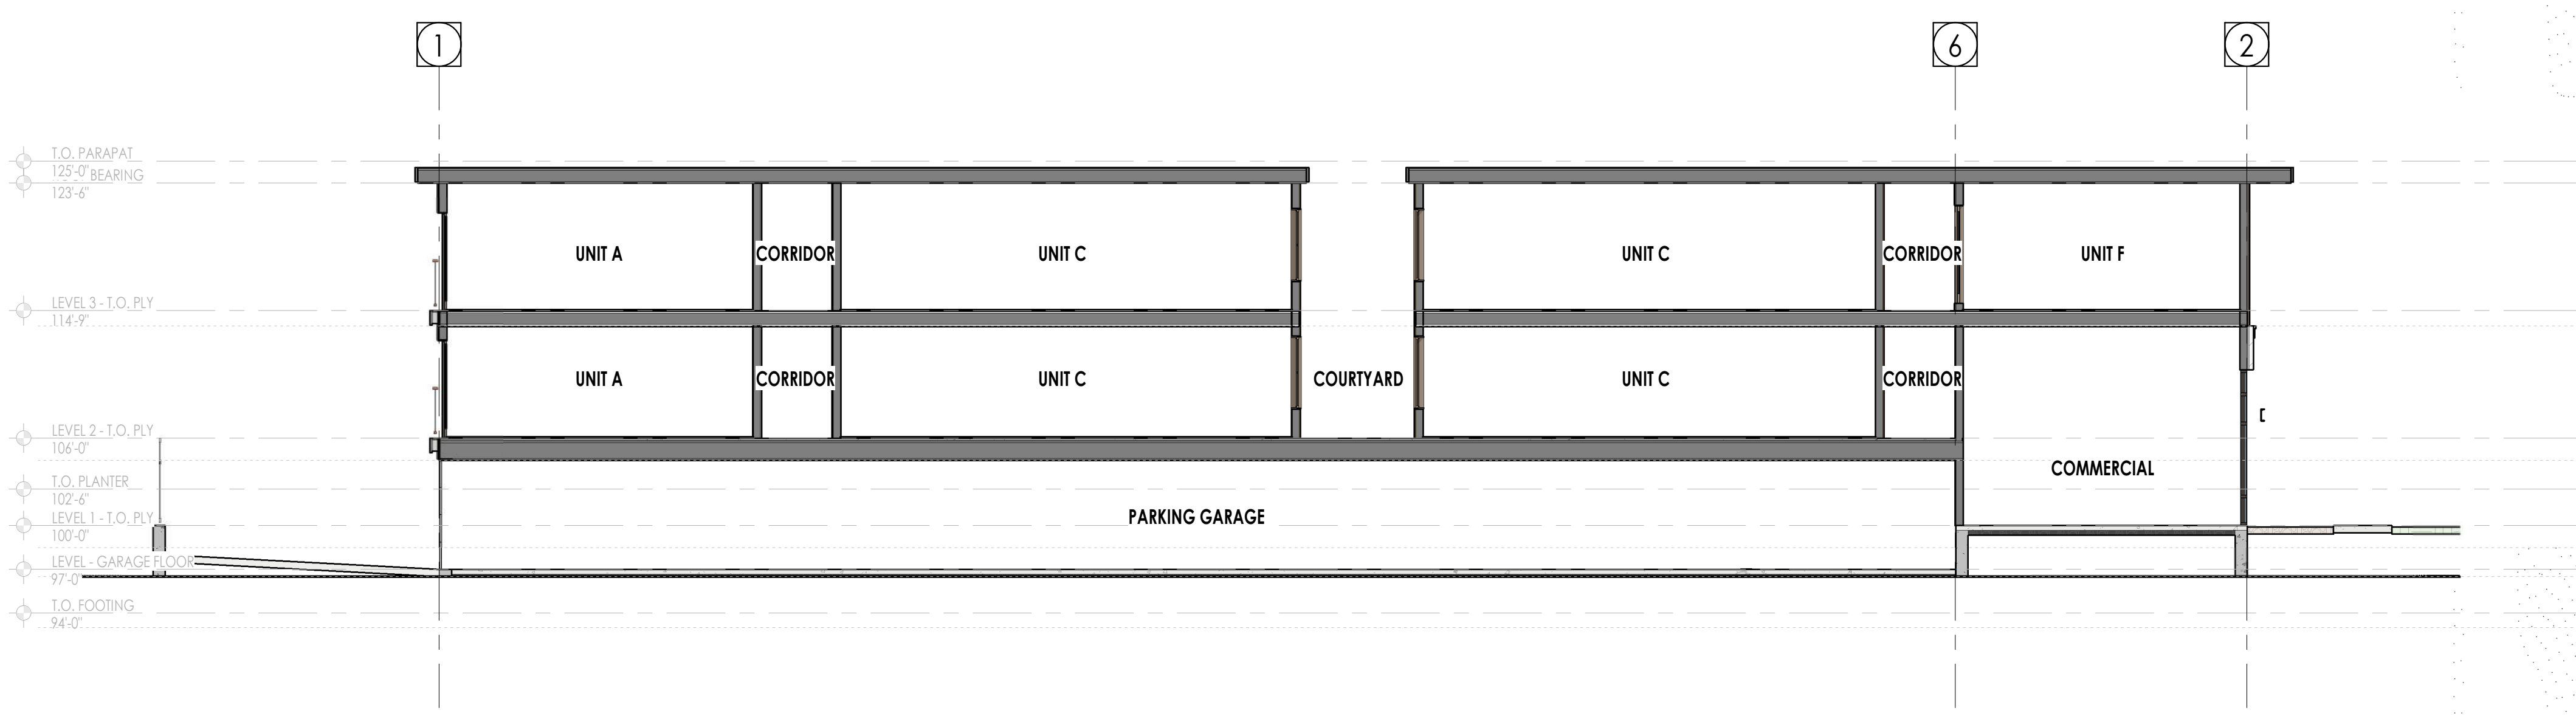 1
6
2
T.O. PARAPAT
125'-0"
BEARING
123'-6"
UNIT A
CORRIDOR
UNIT C
UNIT C
CORRIDOR
UNIT F
LEVEL 3 - T.O. PLY
114'-9"
UNIT A
CORRIDOR
UNIT C
COURTYARD
UNIT C
CORRIDOR
LEVEL 2 - T.O. PLY
106'-0"
COMMERCIAL
T.O. PLANTER
102'-6"
PARKING GARAGE
LEVEL 1 - T.O. PLY
100'-0"
LEVEL - GARAGE FLOOR
97'-0"
T.O. FOOTING
94'-0"